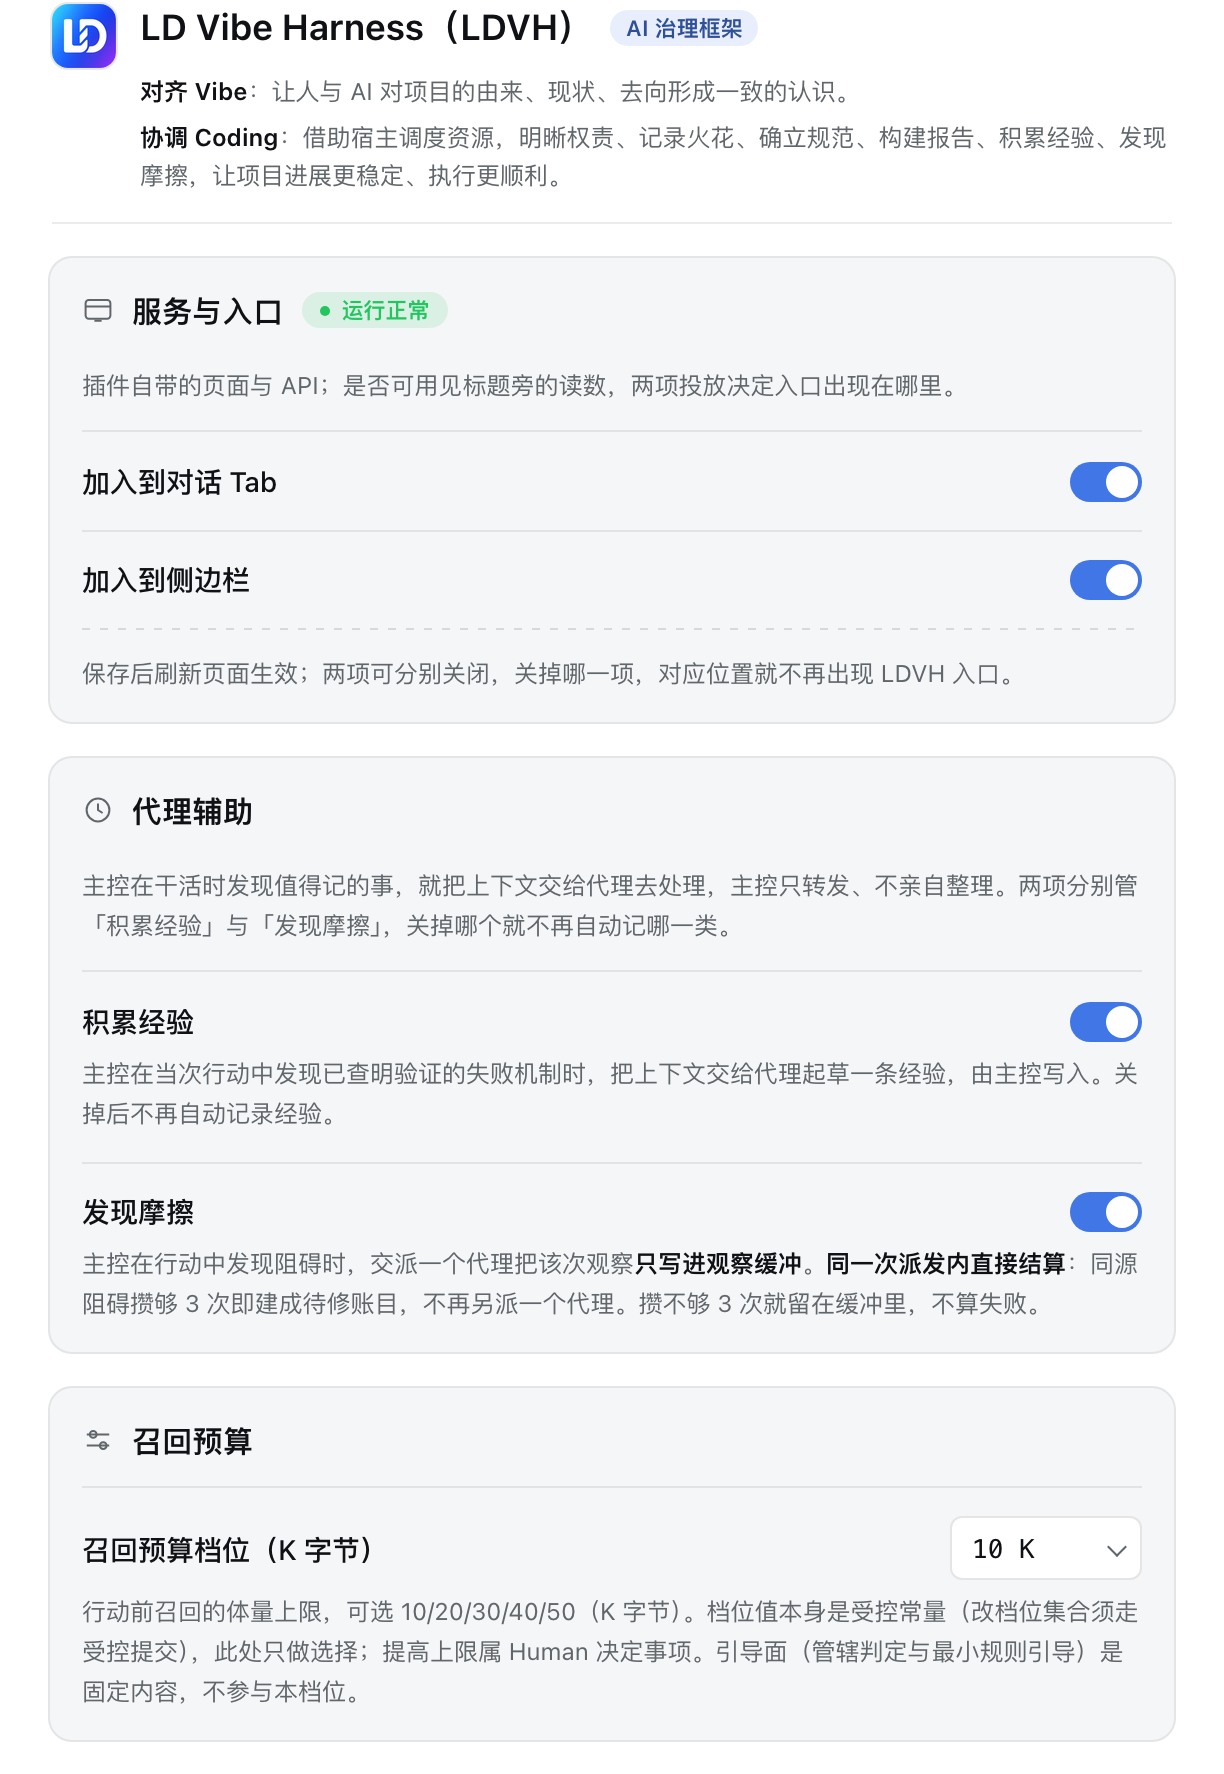 LD Vibe Harness（LDVH） AI 治理框架
对齐 Vibe：让人与 AI 对项目的由来、现状、去向形成一致的认识。
协调 Coding：借助宿主调度资源，明晰权责、记录火花、确立规范、构建报告、积累经验、发现
摩擦，让项目进展更稳定、执行更顺利。
服务与入口 运行正常
插件自带的页面与 API；是否可用见标题旁的读数，两项投放决定入口出现在哪里。
加入到对话 Tab
加入到侧边栏
保存后刷新页面生效；两项可分别关闭，关掉哪一项，对应位置就不再出现 LDVH 入口。
代理辅助
主控在干活时发现值得记的事，就把上下文交给代理去处理，主控只转发、不亲自整理。两项分别管
「积累经验」与「发现摩擦」，关掉哪个就不再自动记哪一类。
积累经验
主控在当次行动中发现已查明验证的失败机制时，把上下文交给代理起草一条经验，由主控写入。关
掉后不再自动记录经验。
发现摩擦
主控在行动中发现阻碍时，交派一个代理把该次观察只写进观察缓冲。同一次派发内直接结算：同源
阻碍攒够 3 次即建成待修账目，不再另派一个代理。攒不够 3 次就留在缓冲里，不算失败。
召回预算
召回预算档位（K 字节） 10 K
行动前召回的体量上限，可选 10/20/30/40/50（K 字节）。档位值本身是受控常量（改档位集合须走
受控提交），此处只做选择；提高上限属 Human 决定事项。引导面（管辖判定与最小规则引导）是
固定内容，不参与本档位。